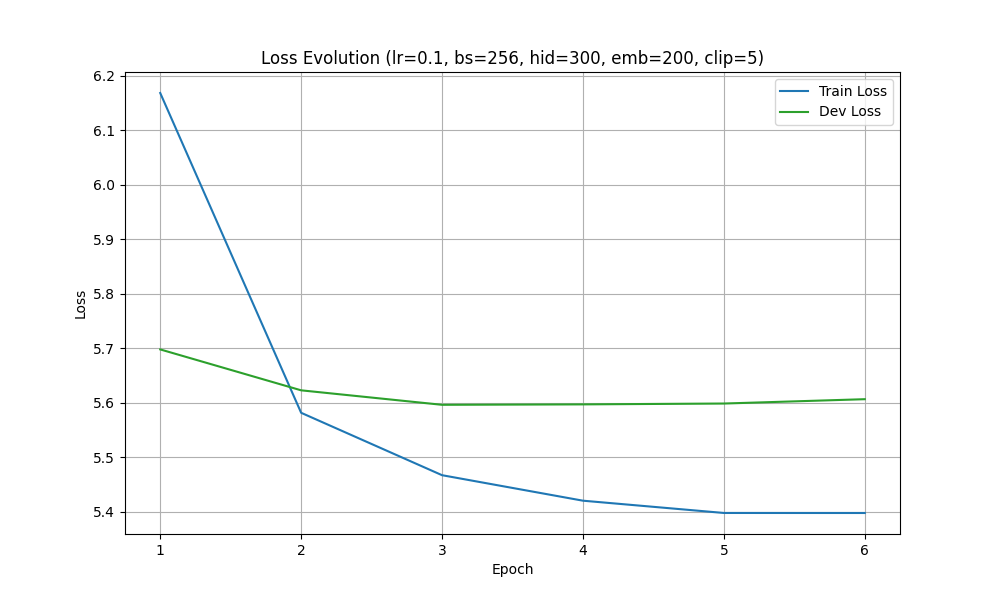 Loss Evolution (lr=0.1, bs=256, hid=300, emb=200, clip=5)
Train Loss
Dev Loss
Loss
6.2
6.1
6.0
5.9
5.8
5.7
5.6
5.5
5.4
1 2 3 4 5 6
Epoch